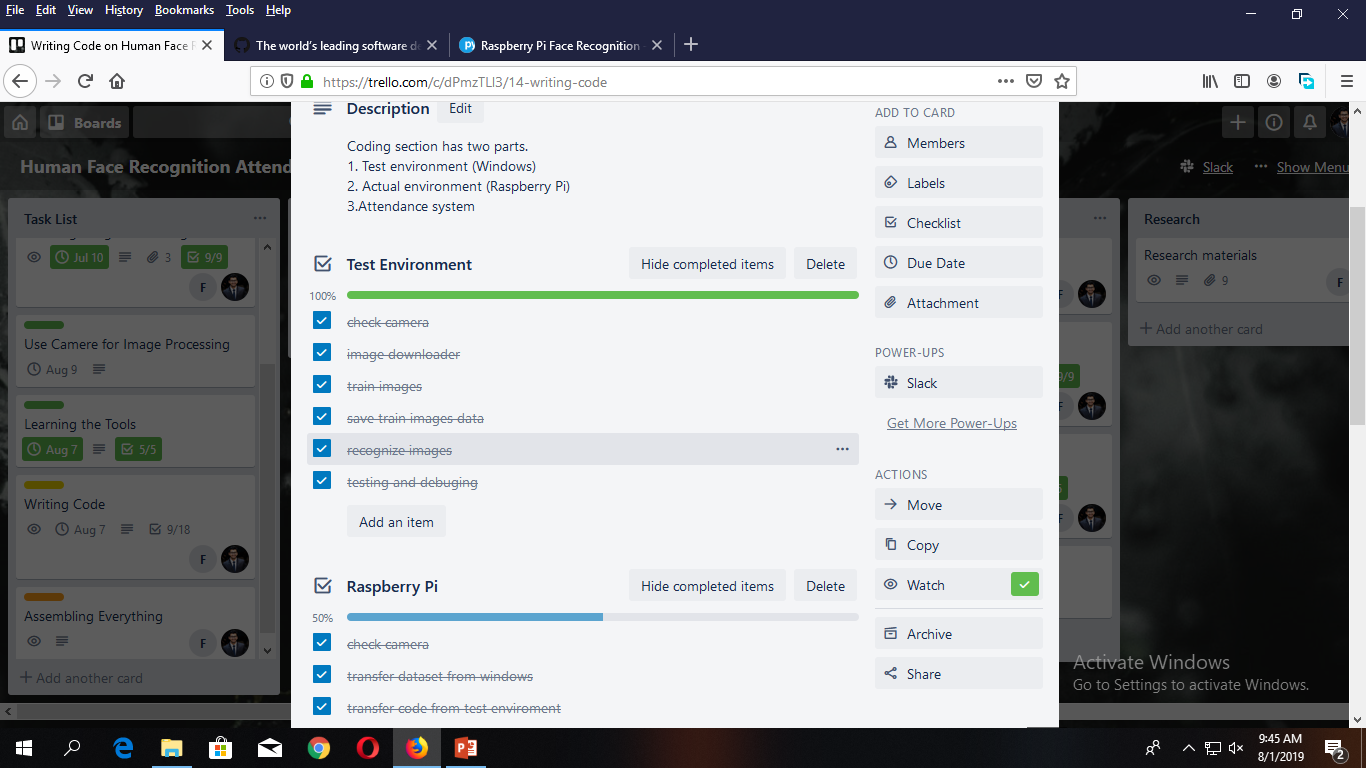 File Edit View History Bookmarks Tools Help
Writing Code on Human Face R
The world's leading software de
Raspberry Pi Face Recognition
https://trello.com/c/dPmzTLl3/14-writing-code
Boards
Human Face Recognition Attend
Slack
Show Menu
Task List
Jul 10
3
9/9
F
Use Camere for Image Processing
Aug 9
Learning the Tools
Aug 7
5/5
Writing Code
Aug 7
9/18
F
Assembling Everything
F
+ Add another card
Description
Edit
Coding section has two parts.
1. Test environment (Windows)
2. Actual environment (Raspberry Pi)
3.Attendance system
Test Environment
Hide completed items
Delete
100%
check camera
image downloader
train images
save train images data
recognize images
testing and debuging
Add an item
Raspberry Pi
Hide completed items
Delete
50%
check camera
transfer dataset from windows
transfer code from test enviroment
ADD TO CARD
Members
Labels
Checklist
Due Date
Attachment
POWER-UPS
Slack
Get More Power-Ups
ACTIONS
Move
Copy
Watch
Archive
Share
F
9/9
F
F
Research
Research materials
9
F
+ Add another card
Activate Windows
Go to Settings to activate Windows.
9:45 AM
8/1/2019
2